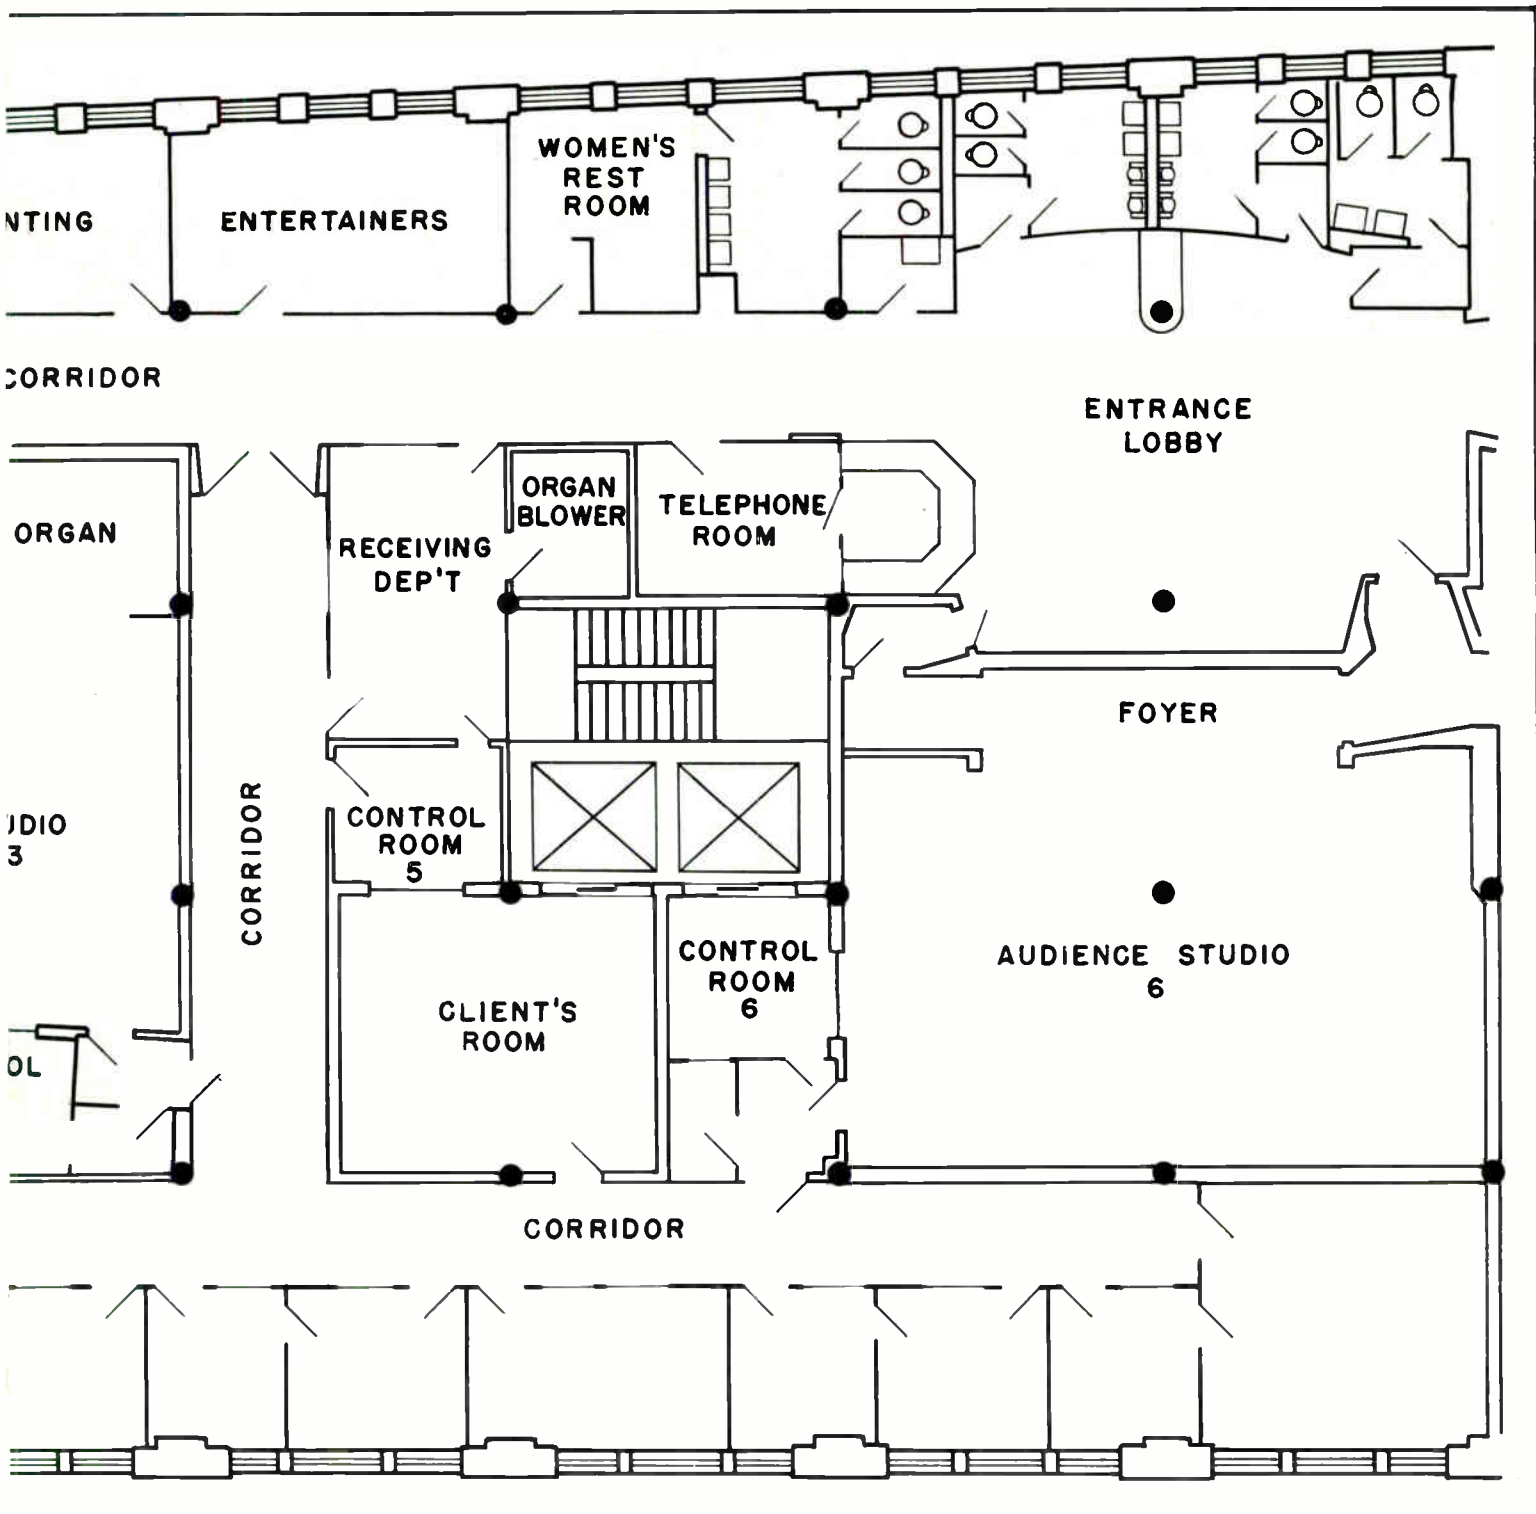 WOMEN'S
REST
ROOM
NTING
ENTERTAINERS
CORRIDOR
ENTRANCE
LOBBY
ORGAN
BLOWER
TELEPHONE
ROOM
ORGAN
RECEIVING
DEP'T
FOYER
UDIO
3
CORRIDOR
CONTROL
ROOM
5
AUDIENCE STUDIO
6
CONTROL
ROOM
6
CLIENT'S
ROOM
OL
CORRIDOR